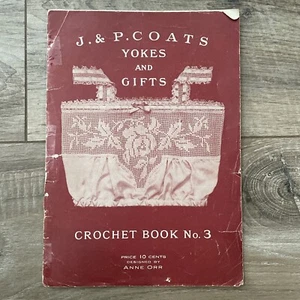 J. & P. COATS
YOKES
AND
GIFTS
CROCHET BOOK No. 3
PRICE 10 CENTS
DESIGNED BY
ANNE ORR